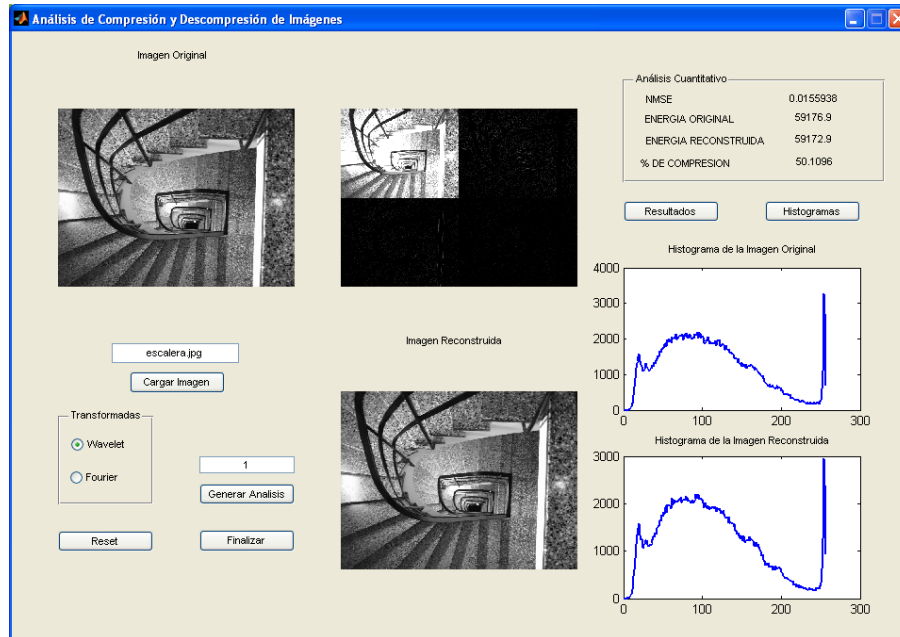 Análisis de Compresión y Descompresión de Imágenes
Imagen Original
Análisis Cuantitativo
NMSE 0.0155938
ENERGIA ORIGINAL 59176.9
ENERGIA RECONSTRUIDA 59172.9
% DE COMPRESION 50.1096
Resultados Histogramas
Histograma de la Imagen Original
4000
3000
2000
1000
0
0 100 200 300
Imagen Reconstruida
escalera.jpg
Cargar Imagen
Transformadas
Wavelet
Fourier
1
Generar Analisis
Reset Finalizar
Histograma de la Imagen Reconstruida
3000
2000
1000
0
0 100 200 300